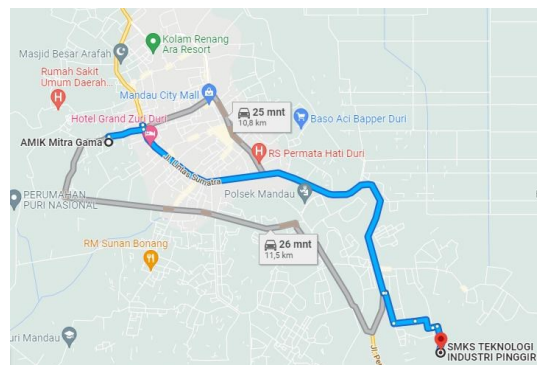 Kolam Renang
Ara Resort
Masjid Besar Arafah
Rumah Sakit
Umum Daerah...
Mandau City Mall
25 mnt
10,8 km
Baso Aci Bapper Duri
Hotel Grand Zuri Duri
AMIK Mitra Gama
RS Permata Hati Duri
Jl. Lintas Sumatra
Polsek Mandau
PERUMAHAN
PURI NASIONAL
26 mnt
11,5 km
RM Sunan Bonang
uri Mandau
SMKS TEKNOLOGI
INDUSTRI PINGGIR